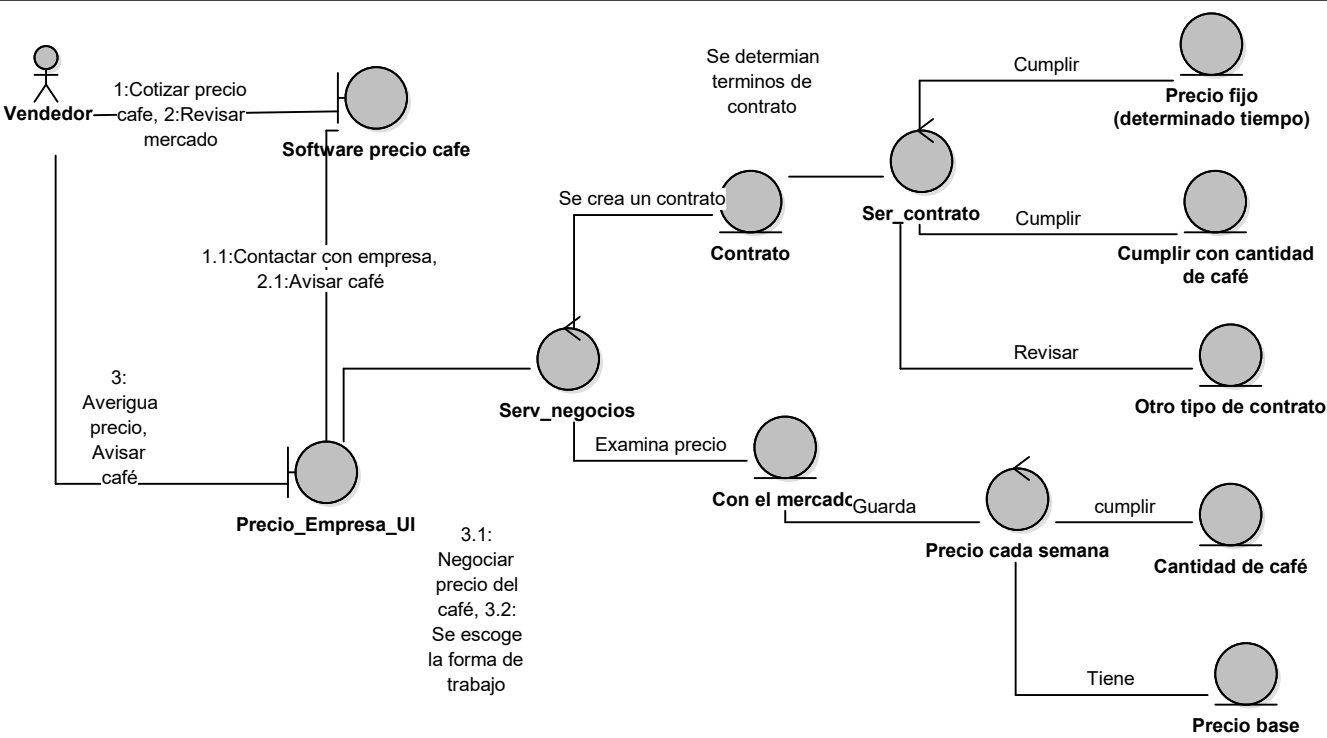 Vendedor
1:Cotizar precio
cafe, 2:Revisar
mercado
Software precio cafe
1.1:Contactar con empresa,
2.1:Avisar café
3:
Averigua
precio,
Avisar
café
Precio_Empresa_UI
3.1:
Negociar
precio del
café, 3.2:
Se escoge
la forma de
trabajo
Serv_negocios
Se crea un contrato
Contrato
Se determian
terminos de
contrato
Ser_contrato
Cumplir
Precio fijo
(determinado tiempo)
Cumplir
Cumplir con cantidad
de café
Revisar
Otro tipo de contrato
Examina precio
Con el mercado
Guarda
Precio cada semana
cumplir
Cantidad de café
Tiene
Precio base